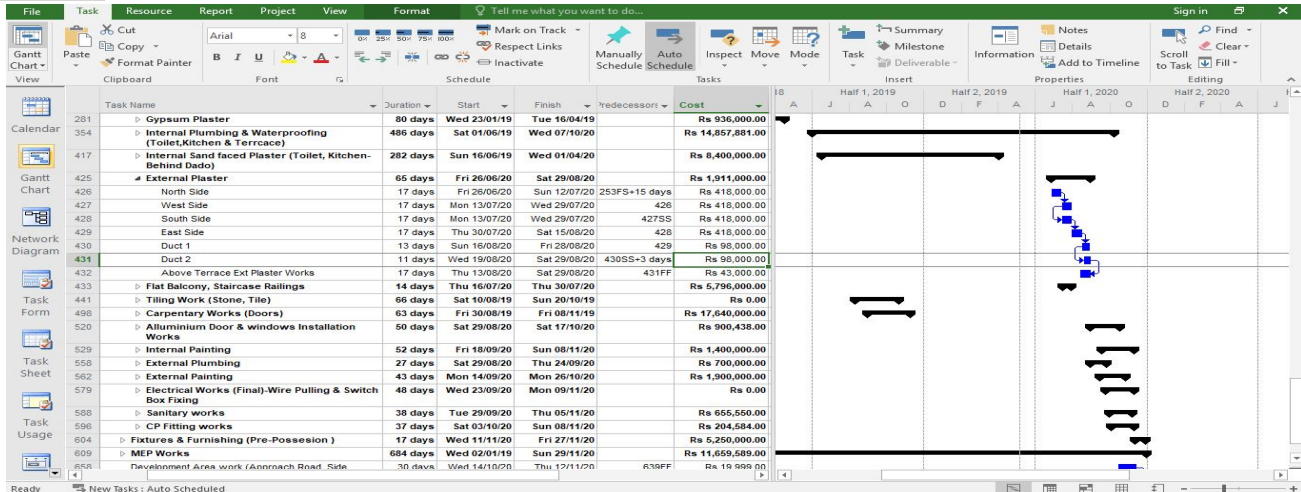 File Task Resource Report Project View Format Tell me what you want to do... Sign in
Gantt Chart
View
Paste
Cut
Copy
Format Painter
Clipboard
Arial 8
B I U A
Font
0% 25% 50% 75% 100%
Mark on Track
Respect Links
Inactivate
Schedule
Manually Schedule
Auto Schedule
Inspect Move Mode
Tasks
Task
Summary
Milestone
Deliverable
Insert
Information
Notes
Details
Add to Timeline
Properties
Scroll to Task
Find
Clear
Fill
Editing
Calendar
Gantt Chart
Network Diagram
Task Form
Task Sheet
Task Usage
Task Name Duration Start Finish Predecessors Cost
281 Gypsum Plaster 80 days Wed 23/01/19 Tue 16/04/19 Rs 936,000.00
354 Internal Plumbing & Waterproofing (Toilet,Kitchen & Terrcace) 486 days Sat 01/06/19 Wed 07/10/20 Rs 14,857,881.00
417 Internal Sand faced Plaster (Toilet, Kitchen-Behind Dado) 282 days Sun 16/06/19 Wed 01/04/20 Rs 8,400,000.00
425 External Plaster 65 days Fri 26/06/20 Sat 29/08/20 Rs 1,911,000.00
426 North Side 17 days Fri 26/06/20 Sun 12/07/20 253FS+15 days Rs 418,000.00
427 West Side 17 days Mon 13/07/20 Wed 29/07/20 426 Rs 418,000.00
428 South Side 17 days Mon 13/07/20 Wed 29/07/20 427SS Rs 418,000.00
429 East Side 17 days Thu 30/07/20 Sat 15/08/20 428 Rs 418,000.00
430 Duct 1 13 days Sun 16/08/20 Fri 28/08/20 429 Rs 98,000.00
431 Duct 2 11 days Wed 19/08/20 Sat 29/08/20 430SS+3 days Rs 98,000.00
432 Above Terrace Ext Plaster Works 17 days Thu 13/08/20 Sat 29/08/20 431FF Rs 43,000.00
433 Flat Balcony, Staircase Railings 14 days Thu 16/07/20 Thu 30/07/20 Rs 5,796,000.00
441 Tiling Work (Stone, Tile) 66 days Sat 10/08/19 Sun 20/10/19 Rs 0.00
498 Carpentary Works (Doors) 63 days Fri 30/08/19 Fri 08/11/19 Rs 17,640,000.00
520 Alluminium Door & windows Installation Works 50 days Sat 29/08/20 Sat 17/10/20 Rs 900,438.00
529 Internal Painting 52 days Fri 18/09/20 Sun 08/11/20 Rs 1,400,000.00
558 External Plumbing 27 days Sat 29/08/20 Thu 24/09/20 Rs 700,000.00
562 External Painting 43 days Mon 14/09/20 Mon 26/10/20 Rs 1,900,000.00
579 Electrical Works (Final)-Wire Pulling & Switch Box Fixing 48 days Wed 23/09/20 Mon 09/11/20 Rs 0.00
588 Sanitary works 38 days Tue 29/09/20 Thu 05/11/20 Rs 655,550.00
596 CP Fitting works 37 days Sat 03/10/20 Sun 08/11/20 Rs 204,584.00
604 Fixtures & Furnishing (Pre-Possesion ) 17 days Wed 11/11/20 Fri 27/11/20 Rs 5,250,000.00
609 MEP Works 684 days Wed 02/01/19 Sun 29/11/20 Rs 11,659,589.00
658 Development Area work (Approach Road, Side 30 days Wed 14/10/20 Thu 12/11/20 639FF Rs 19,999.00
18 Half 1, 2019 Half 2, 2019 Half 1, 2020 Half 2, 2020 H
A J A O D F A J A O D F A J
Ready New Tasks : Auto Scheduled